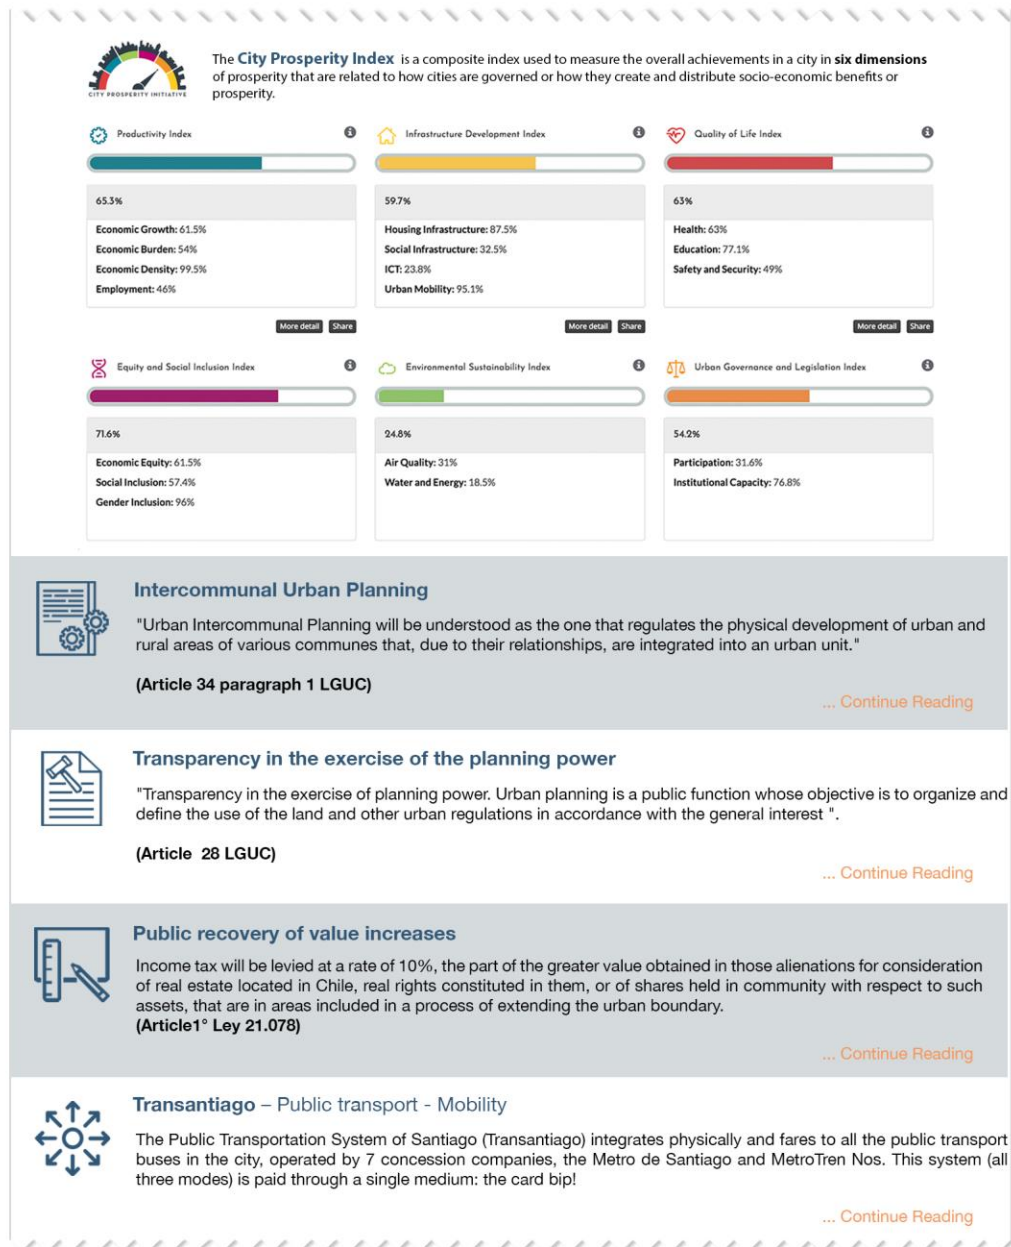 The City Prosperity Index is a composite index used to measure the overall achievements in a city in six dimensions
of prosperity that are related to how cities are governed or how they create and distribute socio-economic benefits or
prosperity.
CITY PROSPERITY INITIATIVE
Productivity Index
65.3%
Economic Growth: 61.5%
Economic Burden: 54%
Economic Density: 99.5%
Employment: 46%
More detail Share
Infrastructure Development Index
59.7%
Housing Infrastructure: 87.5%
Social Infrastructure: 32.5%
ICT: 23.8%
Urban Mobility: 95.1%
More detail Share
Quality of Life Index
63%
Health: 63%
Education: 77.1%
Safety and Security: 49%
More detail Share
Equity and Social Inclusion Index
71.6%
Economic Equity: 61.5%
Social Inclusion: 57.4%
Gender Inclusion: 96%
Environmental Sustainability Index
24.8%
Air Quality: 31%
Water and Energy: 18.5%
Urban Governance and Legislation Index
54.2%
Participation: 31.6%
Institutional Capacity: 76.8%
Intercommunal Urban Planning
"Urban Intercommunal Planning will be understood as the one that regulates the physical development of urban and
rural areas of various communes that, due to their relationships, are integrated into an urban unit."
(Article 34 paragraph 1 LGUC)
... Continue Reading
Transparency in the exercise of the planning power
"Transparency in the exercise of planning power. Urban planning is a public function whose objective is to organize and
define the use of the land and other urban regulations in accordance with the general interest ".
(Article 28 LGUC)
... Continue Reading
Public recovery of value increases
Income tax will be levied at a rate of 10%, the part of the greater value obtained in those alienations for consideration
of real estate located in Chile, real rights constituted in them, or of shares held in community with respect to such
assets, that are in areas included in a process of extending the urban boundary.
(Article1° Ley 21.078)
... Continue Reading
Transantiago – Public transport - Mobility
The Public Transportation System of Santiago (Transantiago) integrates physically and fares to all the public transport
buses in the city, operated by 7 concession companies, the Metro de Santiago and MetroTren Nos. This system (all
three modes) is paid through a single medium: the card bip!
... Continue Reading